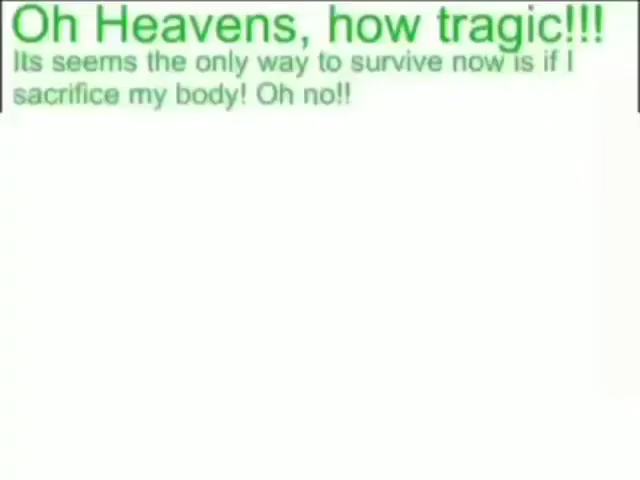 Oh Heavens, how tragic!!!
Its seems the only way to survive now is if I
sacrifice my body! Oh no!!